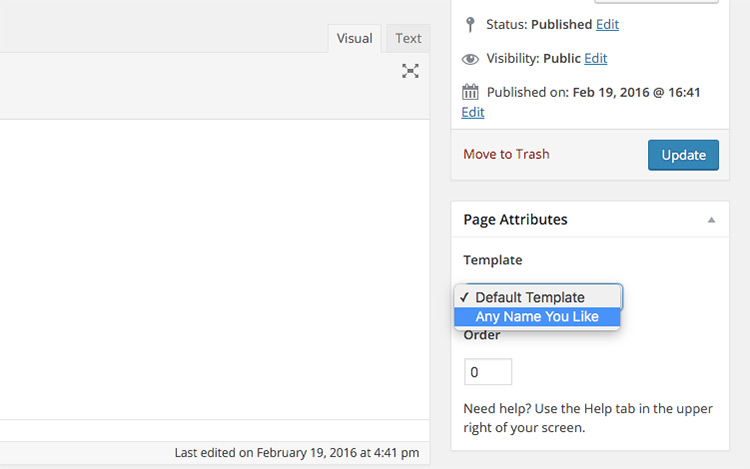 Visual Text
Last edited on February 19, 2016 at 4:41 pm
Status: Published Edit
Visibility: Public Edit
Published on: Feb 19, 2016 @ 16:41
Edit
Move to Trash Update
Page Attributes
Template
✓ Default Template
Any Name You Like
Order
0
Need help? Use the Help tab in the upper
right of your screen.